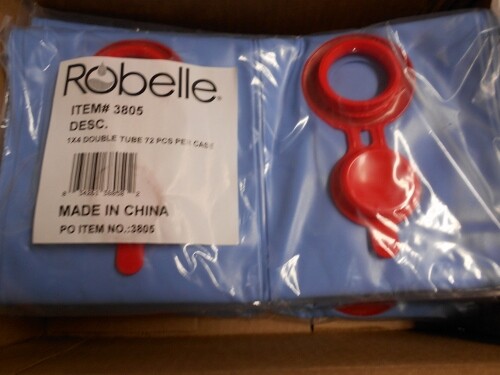 Robelle®
ITEM# 3805
DESC.
1X4 DOUBLE TUBE 72 PCS PER CASE
MADE IN CHINA
PO ITEM NO.:3805